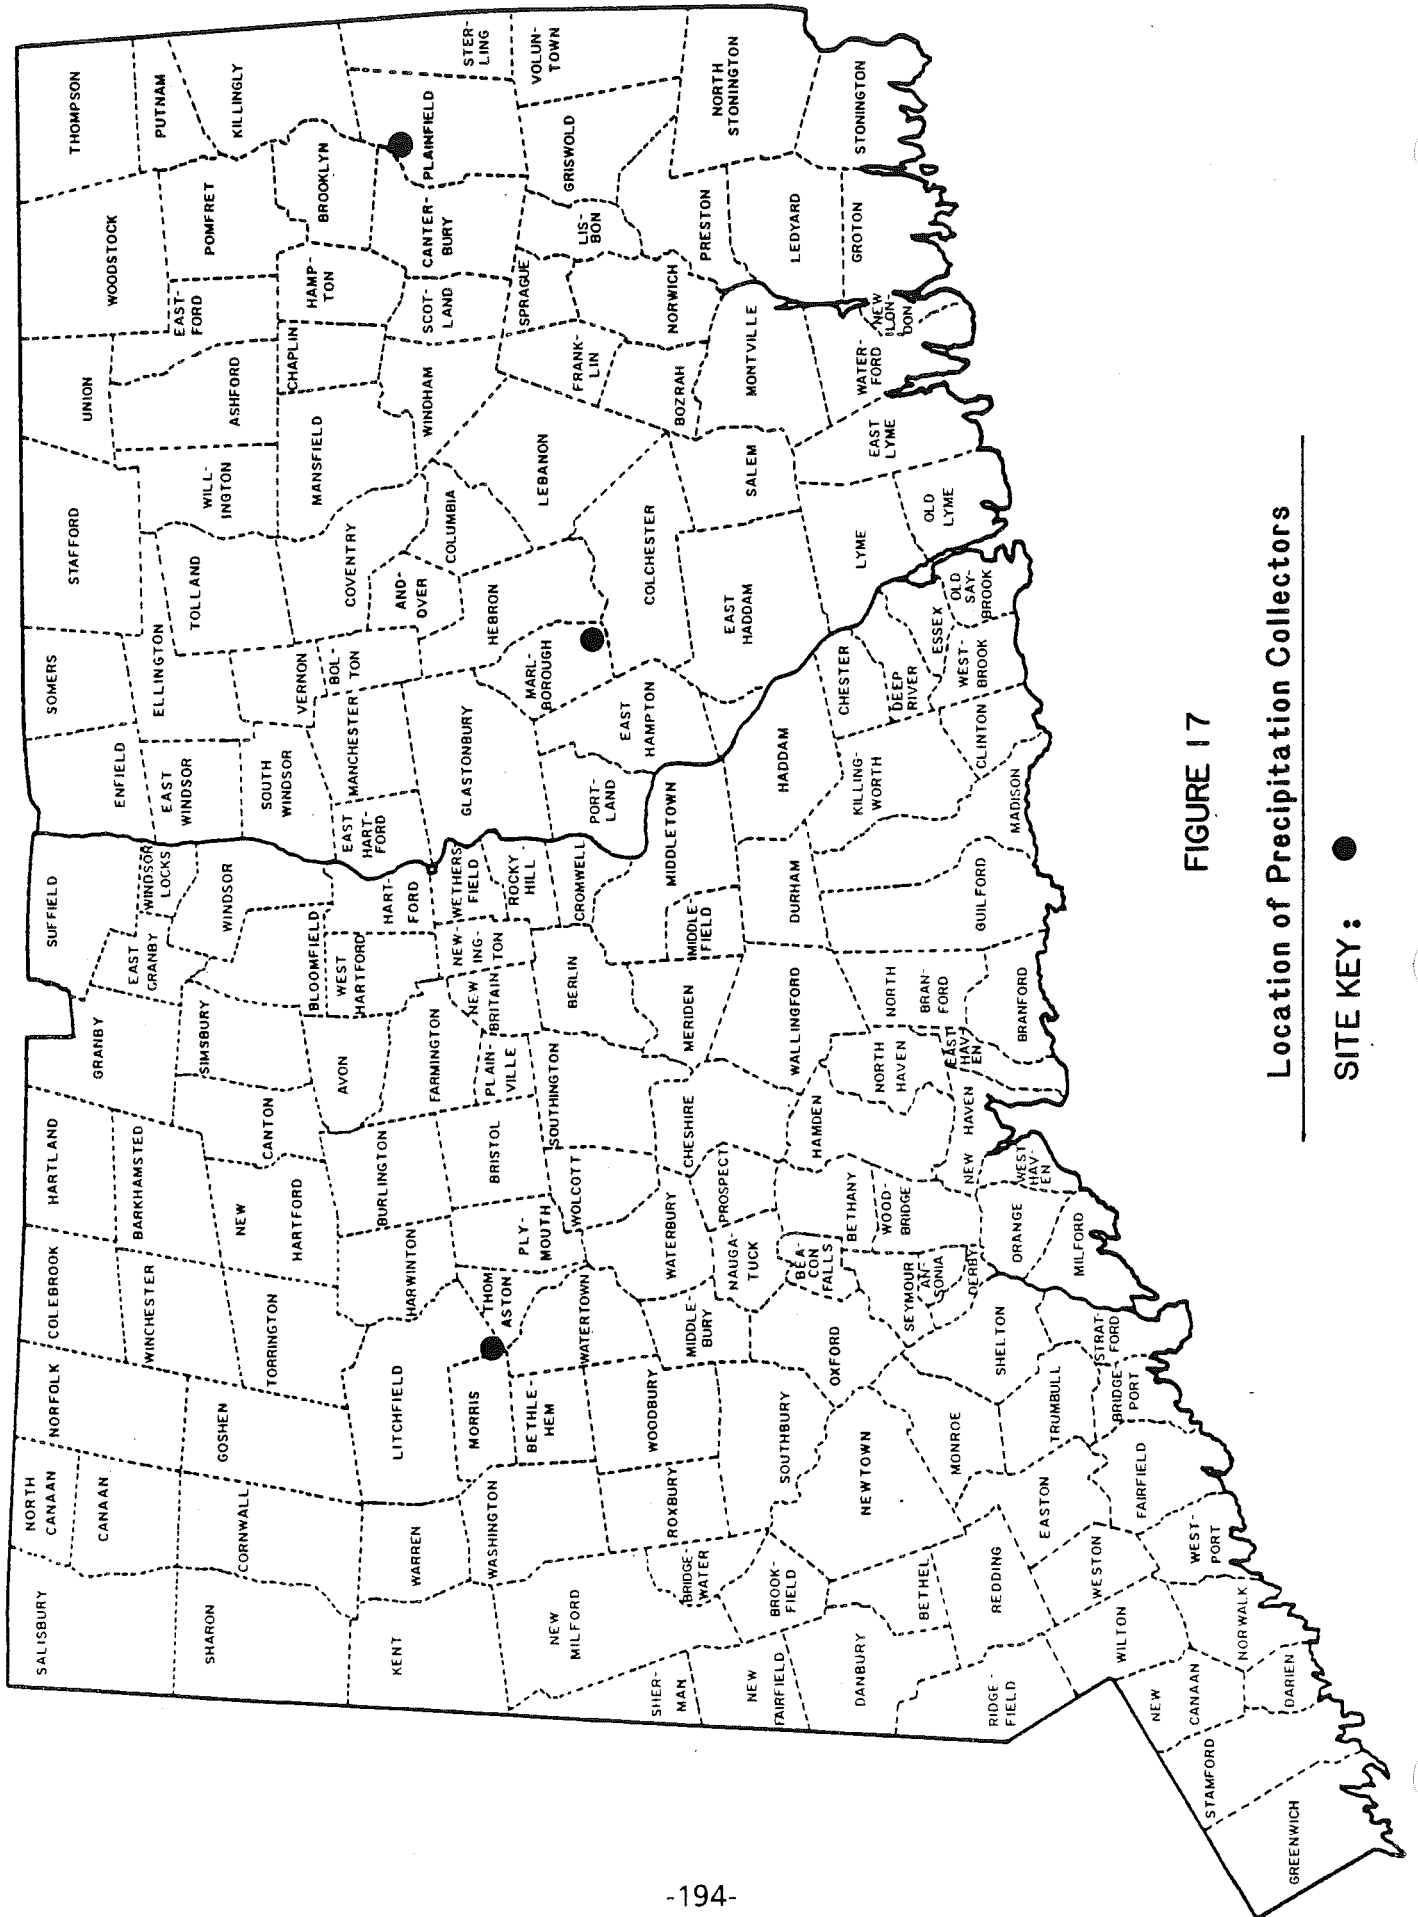 SALISBURY
NORTH
CANAAN
CANAAN
NORFOLK
COLEBROOK
HARTLAND
GRANBY
SUFFIELD
EAST
GRANBY
WINDSOR
LOCKS
ENFIELD
SOMERS
STAFFORD
UNION
WOODSTOCK
THOMPSON
SHARON
CORNWALL
GOSHEN
WINCHESTER
BARKHAMSTED
TORRINGTON
NEW
HARTFORD
CANTON
SIMSBURY
WINDSOR
BLOOMFIELD
EAST
WINDSOR
SOUTH
WINDSOR
ELLINGTON
TOLLAND
VERNON
WILL-
INGTON
ASHFORD
EAST-
FORD
POMFRET
PUTNAM
KILLINGLY
KENT
WARREN
LITCHFIELD
HARWINTON
BURLINGTON
AVON
WEST
HARTFORD
HART-
FORD
EAST
HART-
FORD
MANCHESTER
BOL-
TON
COVENTRY
MANSFIELD
CHAPLIN
HAMP-
TON
BROOKLYN
NEW
MILFORD
WASHINGTON
MORRIS
BETHLE-
HEM
THOM
ASTON
PLY-
MOUTH
BRISTOL
FARMINGTON
PLAIN-
VILLE
NEW
BRITAIN
NEW-
ING-
TON
WETHERS
FIELD
ROCKY
HILL
GLASTONBURY
HEBRON
AND-
OVER
COLUMBIA
WINDHAM
SCOT-
LAND
CANTER-
BURY
PLAINFIELD
STER-
LING
SHER-
MAN
BRIDGE-
WATER
ROXBURY
WOODBURY
WATERTOWN
WOLCOTT
SOUTHINGTON
BERLIN
CROMWELL
PORT-
LAND
EAST
HAMPTON
MARL-
BOROUGH
COLCHESTER
LEBANON
FRANK-
LIN
SPRAGUE
LIS-
BON
GRISWOLD
VOLUN-
TOWN
NEW
FAIRFIELD
BROOK-
FIELD
SOUTHBURY
MIDDLE-
BURY
WATERBURY
NAUGA-
TUCK
PROSPECT
CHESHIRE
MERIDEN
MIDDLE-
FIELD
MIDDLETOWN
HADDAM
EAST
HADDAM
SALEM
BOZRAH
NORWICH
MONTVILLE
PRESTON
NORTH
STONINGTON
DANBURY
BETHEL
NEWTOWN
OXFORD
BEA-
CON
FALLS
BETHANY
HAMDEN
WALLINGFORD
DURHAM
KILLING-
WORTH
CHESTER
DEEP
RIVER
ESSEX
LYME
EAST
LYME
WATER-
FORD
NEW
LON-
DON
LEDYARD
GROTON
STONINGTON
RIDGE-
FIELD
REDDING
MONROE
SHELTON
SEYMOUR
AN-
SONIA
DERBY
WOOD-
BRIDGE
NEW
HAVEN
NORTH
HAVEN
EAST
HAV-
EN
NORTH
BRAN-
FORD
BRANFORD
GUILFORD
MADISON
CLINTON
WEST-
BROOK
OLD
SAY-
BROOK
OLD
LYME
WILTON
WESTON
EASTON
TRUMBULL
STRAT-
FORD
BRIDGE-
PORT
FAIRFIELD
WEST-
PORT
ORANGE
WEST
HAV-
EN
MILFORD
NEW
CANAAN
NORWALK
DARIEN
STAMFORD
GREENWICH
FIGURE 17
Location of Precipitation Collectors
SITE KEY:
-194-